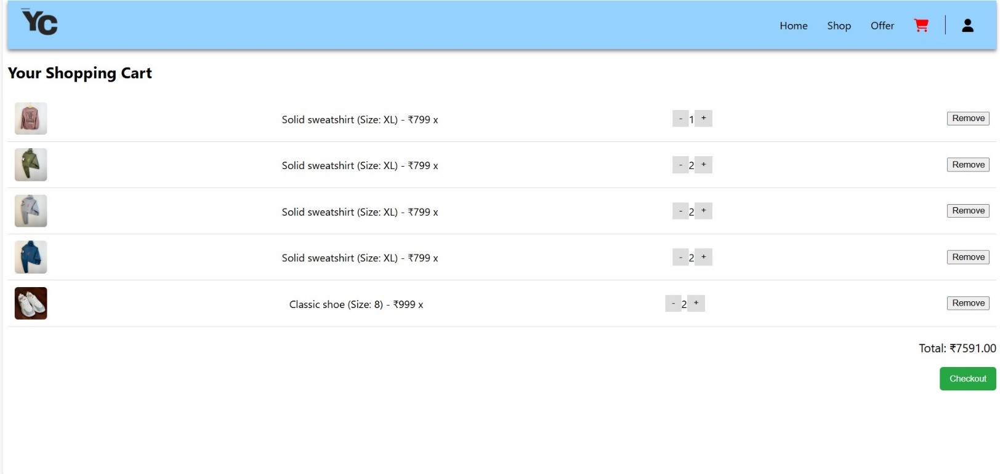 YC
Home Shop Offer
Your Shopping Cart
Solid sweatshirt (Size: XL) - ₹799 x - 1 + Remove
Solid sweatshirt (Size: XL) - ₹799 x - 2 + Remove
Solid sweatshirt (Size: XL) - ₹799 x - 2 + Remove
Solid sweatshirt (Size: XL) - ₹799 x - 2 + Remove
Classic shoe (Size: 8) - ₹999 x - 2 + Remove
Total: ₹7591.00
Checkout